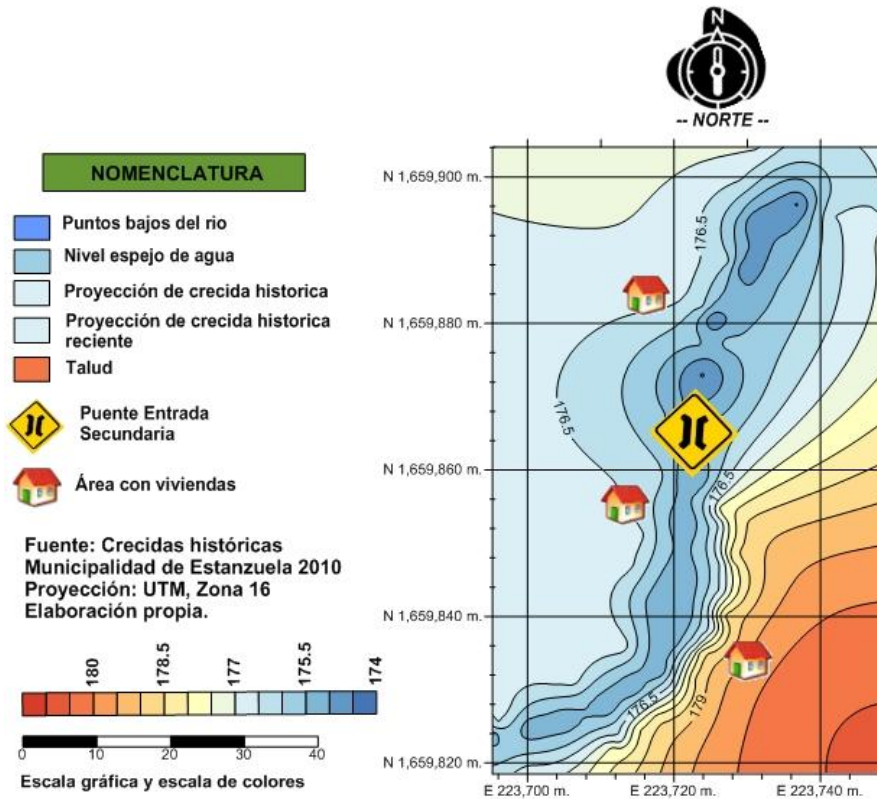 N
-- NORTE --
NOMENCLATURA
Puntos bajos del rio
Nivel espejo de agua
Proyección de crecida historica
Proyección de crecida historica
reciente
Talud
Puente Entrada
Secundaria
Área con viviendas
Fuente: Crecidas históricas
Municipalidad de Estanzuela 2010
Proyección: UTM, Zona 16
Elaboración propia.
180 178.5 177 175.5 174
0 10 20 30 40
Escala gráfica y escala de colores
N 1,659,900 m.
N 1,659,880 m.
N 1,659,860 m.
N 1,659,840 m.
N 1,659,820 m.
176.5
176.5
176.5
176.5
179
E 223,700 m. E 223,720 m. E 223,740 m.